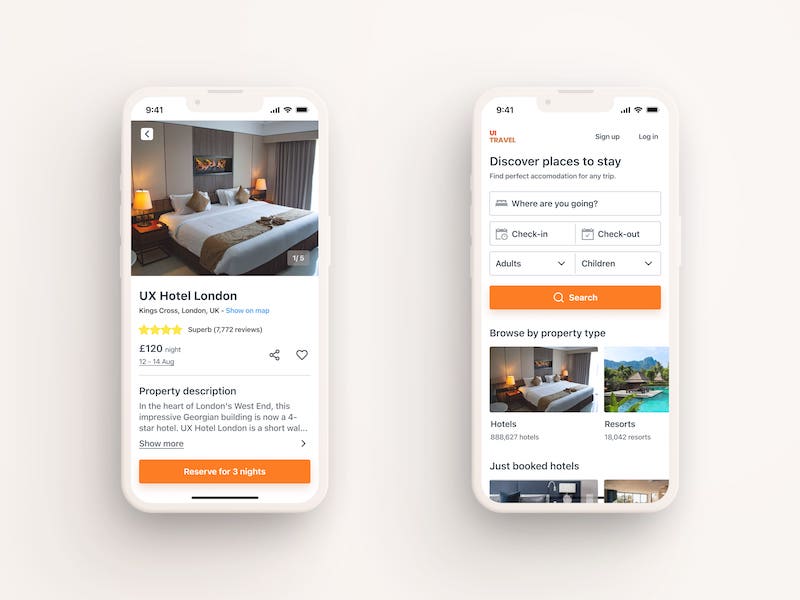 9:41
1/5
UX Hotel London
Kings Cross, London, UK - Show on map
Superb (7,772 reviews)
£120 night
12 – 14 Aug
Property description
In the heart of London's West End, this
impressive Georgian building is now a 4-
star hotel. UX Hotel London is a short wal...
Show more
Reserve for 3 nights
9:41
UI
TRAVEL
Sign up
Log in
Discover places to stay
Find perfect accomodation for any trip.
Where are you going?
Check-in
Check-out
Adults
Children
Search
Browse by property type
Hotels
888,627 hotels
Resorts
18,042 resorts
Just booked hotels